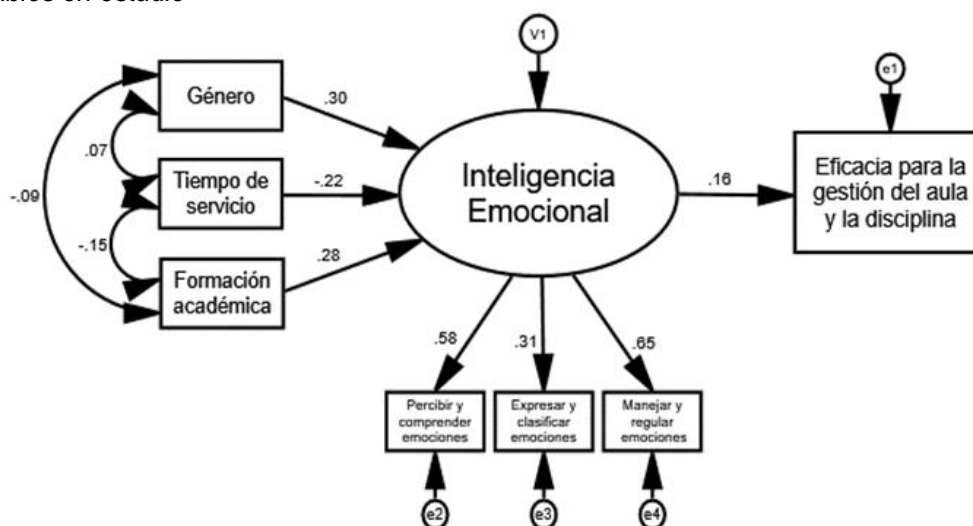 en estudio
V1
e1
Género
.30
.07
-.09
Tiempo de
servicio
-.22
Inteligencia
Emocional
.16
Eficacia para la
gestión del aula
y la disciplina
-.15
Formación
académica
.28
.58
.31
.65
Percibir y
comprender
emociones
Expresar y
clasificar
emociones
Manejar y
regular
emociones
e2
e3
e4